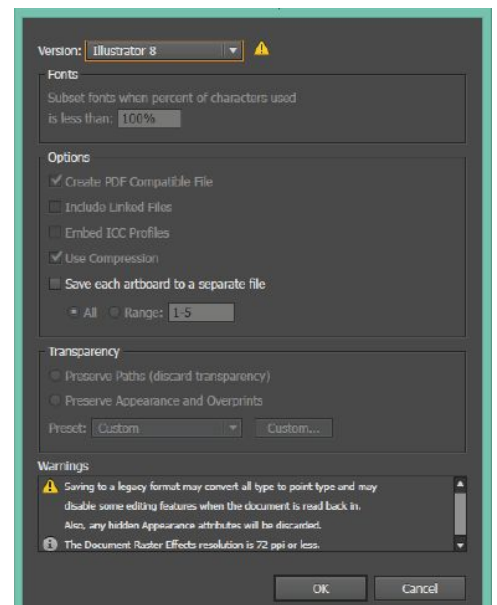 Version: Illustrator 8
Fonts
Subset fonts when percent of characters used
is less than: 100%
Options
Create PDF Compatible File
Include Linked Files
Embed ICC Profiles
Use Compression
Save each artboard to a separate file
All Range: 1-5
Transparency
Preserve Paths (discard transparency)
Preserve Appearance and Overprints
Preset: Custom Custom...
Warnings
Saving to a legacy format may convert all type to point type and may
disable some editing features when the document is read back in.
Also, any hidden Appearance attributes will be discarded.
The Document Raster Effects resolution is 72 ppi or less.
OK Cancel